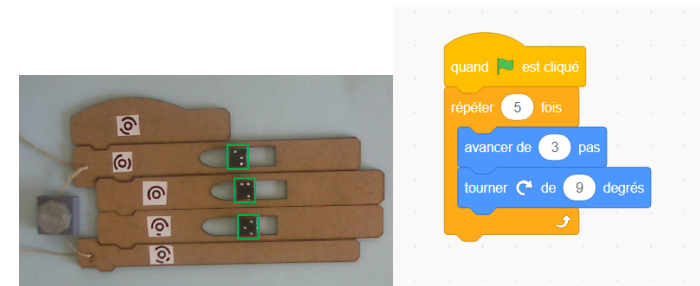 quand est cliqué
répéter 5 fois
avancer de 3 pas
tourner de 9 degrés